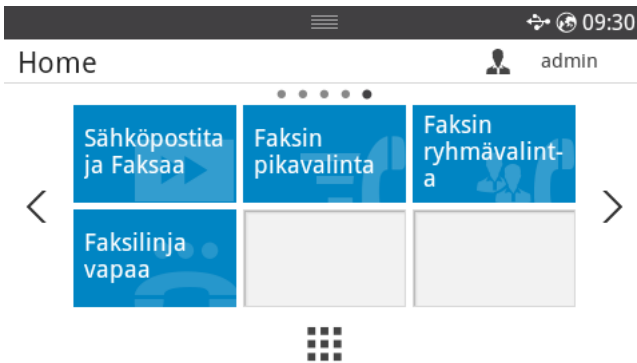 09:30
Home
admin
Sähköpostita
ja Faksaa
Faksin
pikavalinta
Faksin
ryhmävalint-
a
Faksilinja
vapaa